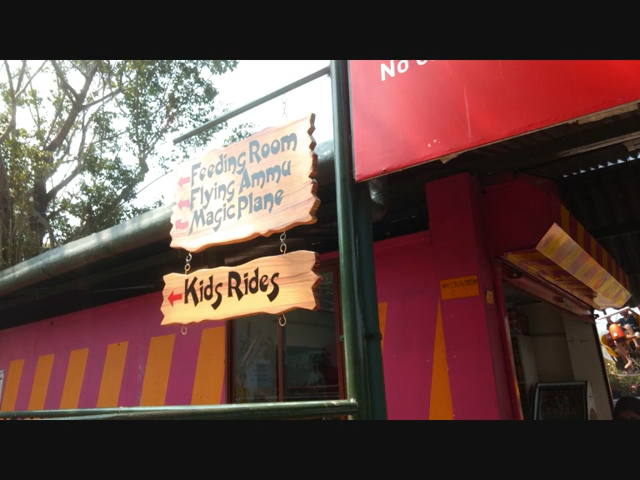 Feeding Room
Flying Ammu
Magic Plane
Kids Rides
No